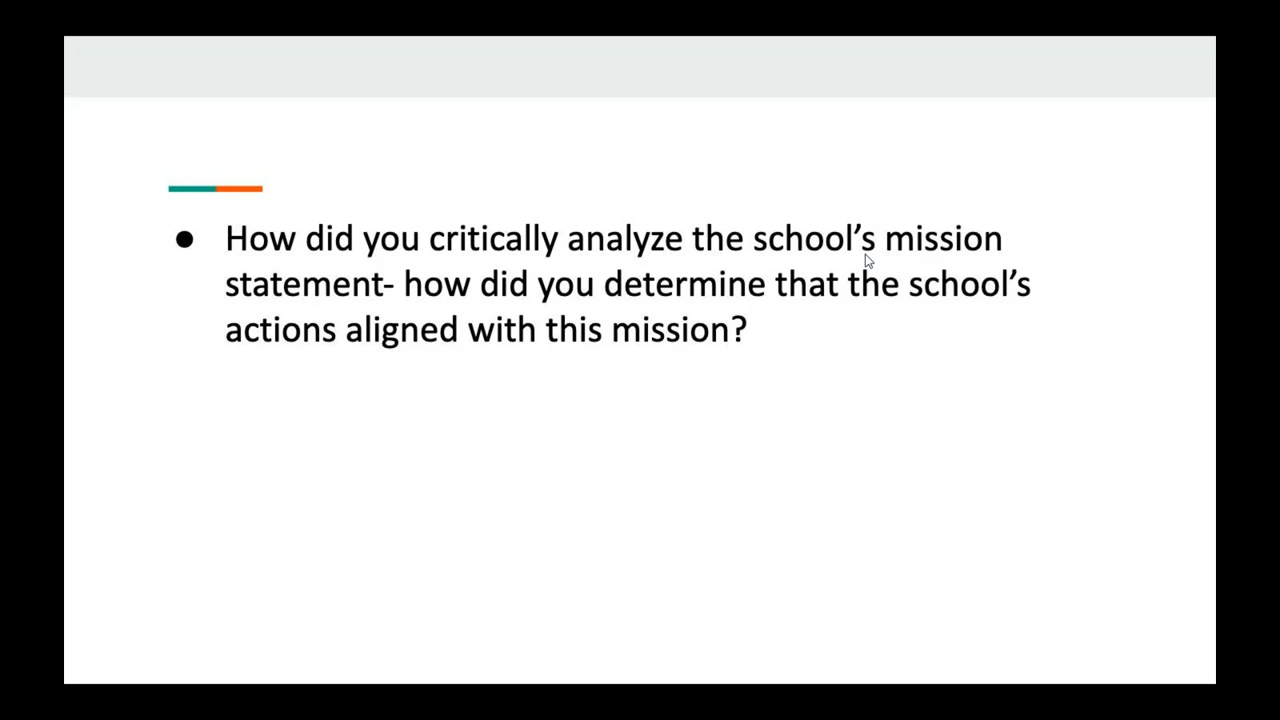 ● How did you critically analyze the school’s mission
statement- how did you determine that the school’s
actions aligned with this mission?